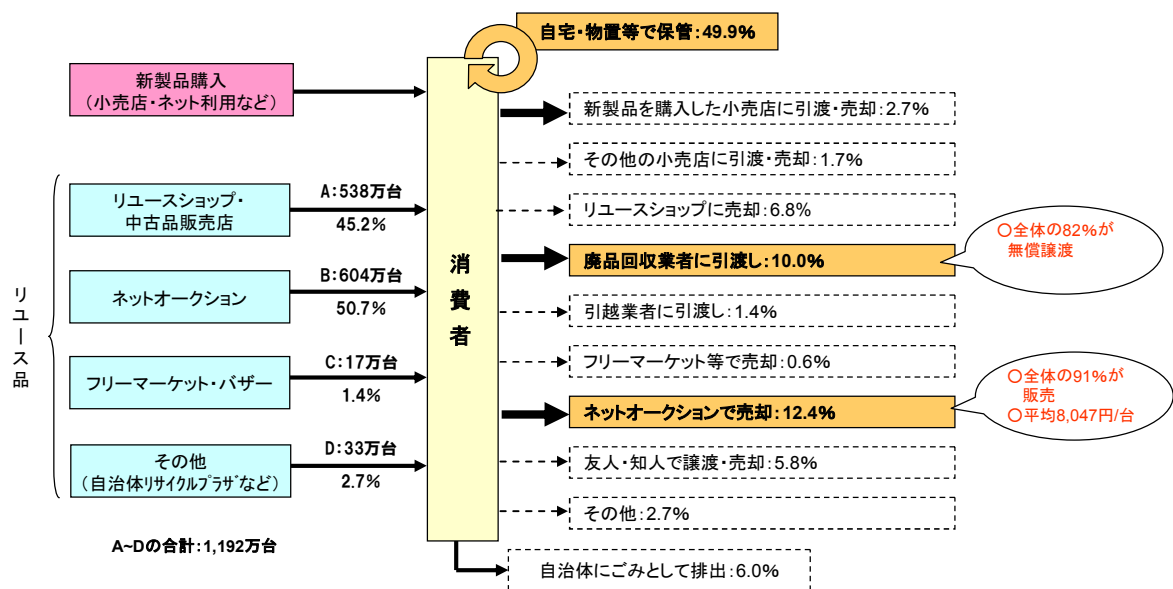 自宅・物置等で保管:49.9%
新製品購入
(小売店・ネット利用など)
新製品を購入した小売店に引渡・売却:2.7%
その他の小売店に引渡・売却:1.7%
リユース品
リユースショップ・
中古品販売店
A:538万台
45.2%
リユースショップに売却:6.8%
○全体の82%が
無償譲渡
消費者
廃品回収業者に引渡し:10.0%
ネットオークション
B:604万台
50.7%
引越業者に引渡し:1.4%
フリーマーケット・バザー
C:17万台
1.4%
フリーマーケット等で売却:0.6%
○全体の91%が
販売
○平均8,047円/台
ネットオークションで売却:12.4%
その他
(自治体ﾘｻｲｸﾙﾌﾟﾗｻﾞなど)
D:33万台
2.7%
友人・知人で譲渡・売却:5.8%
その他:2.7%
A~Dの合計:1,192万台
自治体にごみとして排出:6.0%